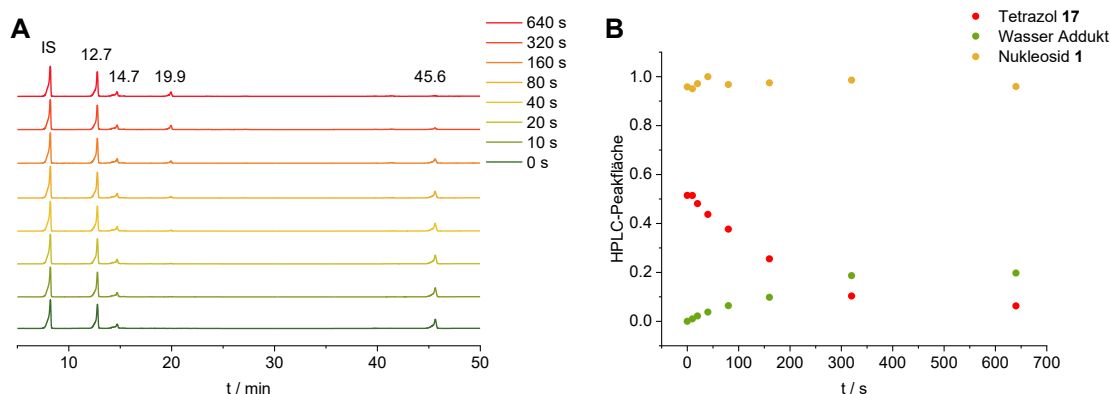 A
IS
12.7
14.7
19.9
45.6
640 s
320 s
160 s
80 s
40 s
20 s
10 s
0 s
10
20
30
40
50
t / min
B
Tetrazol 17
Wasser Addukt
Nukleosid 1
HPLC-Peakfläche
1.0
0.8
0.6
0.4
0.2
0.0
0
100
200
300
400
500
600
700
t / s